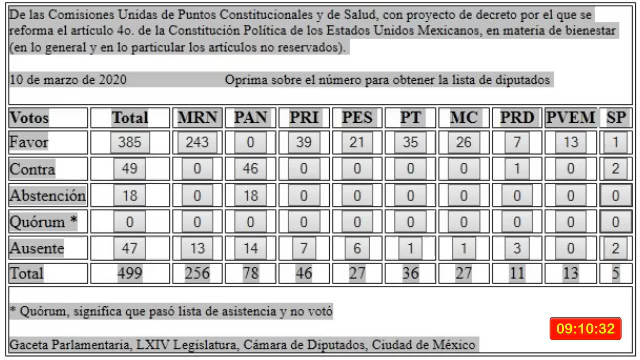 De las Comisiones Unidas de Puntos Constitucionales y de Salud, con proyecto de decreto por el que se
reforma el artículo 4o. de la Constitución Política de los Estados Unidos Mexicanos, en materia de bienestar
(en lo general y en lo particular los artículos no reservados).
10 de marzo de 2020 Oprima sobre el número para obtener la lista de diputados
Votos Total MRN PAN PRI PES PT MC PRD PVEM SP
Favor 385 243 0 39 21 35 26 7 13 1
Contra 49 0 46 0 0 0 0 1 0 2
Abstención 18 0 18 0 0 0 0 0 0 0
Quórum * 0 0 0 0 0 0 0 0 0 0
Ausente 47 13 14 7 6 1 1 3 0 2
Total 499 256 78 46 27 36 27 11 13 5
* Quórum, significa que pasó lista de asistencia y no votó
09:10:32
Gaceta Parlamentaria, LXIV Legislatura, Cámara de Diputados, Ciudad de México